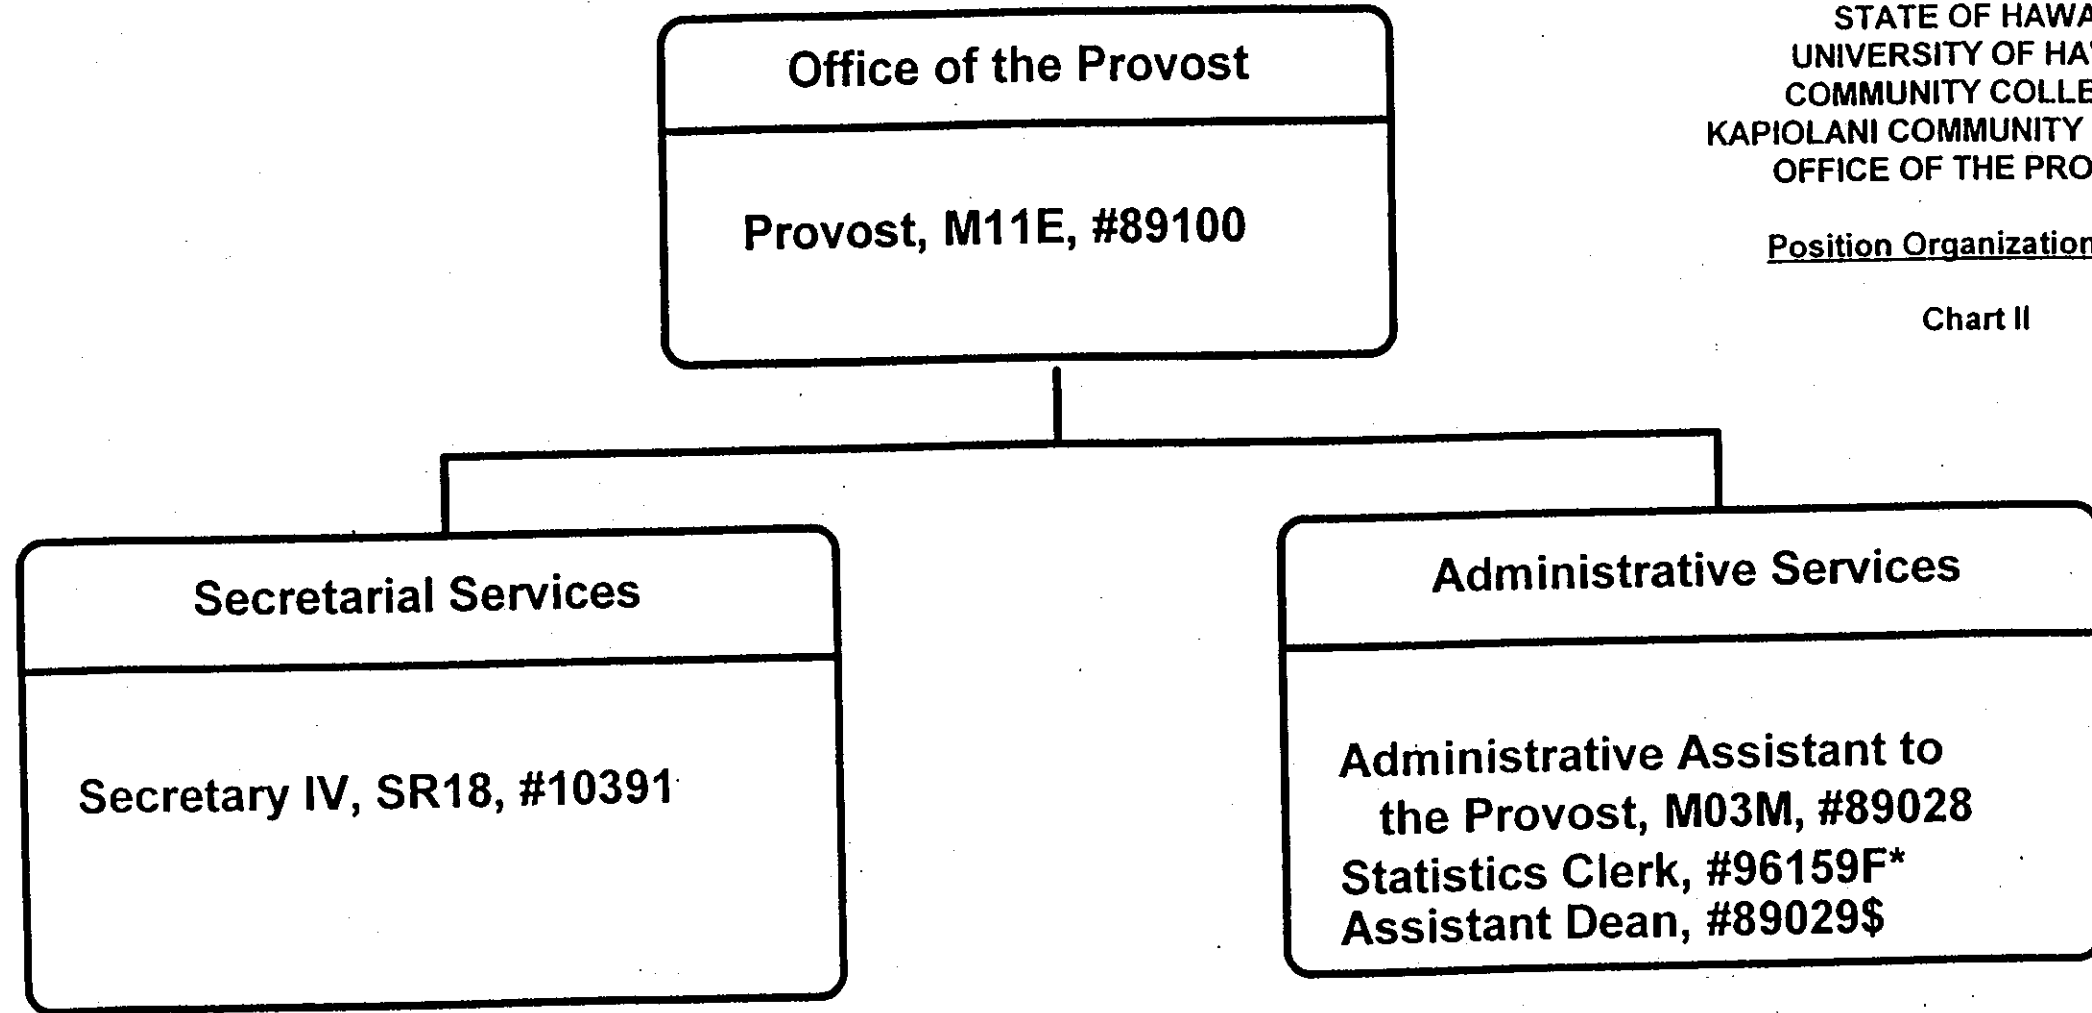 Office of the Provost
Provost, M11E, #89100
STATE OF HAWA
UNIVERSITY OF HA
COMMUNITY COLLE
KAPIOLANI COMMUNITY
OFFICE OF THE PRO
Position Organization
Chart II
Secretarial Services
Secretary IV, SR18, #10391
Administrative Services
Administrative Assistant to
the Provost, M03M, #89028
Statistics Clerk, #96159F*
Assistant Dean, #89029$